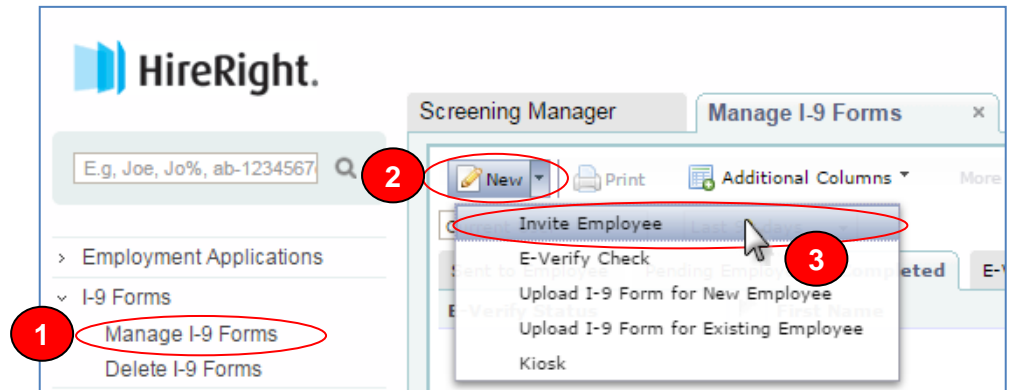 HireRight.
Screening Manager
Manage I-9 Forms ×
E.g, Joe, Jo%, ab-1234567
2
New
Print
Additional Columns
More
Invite Employee
3
E-Verify Check
Sent to Employee Pending
eted
Upload I-9 Form for New Employee
E-Verify Status
First Name
Upload I-9 Form for Existing Employee
Kiosk
> Employment Applications
I-9 Forms
1
Manage I-9 Forms
Delete I-9 Forms